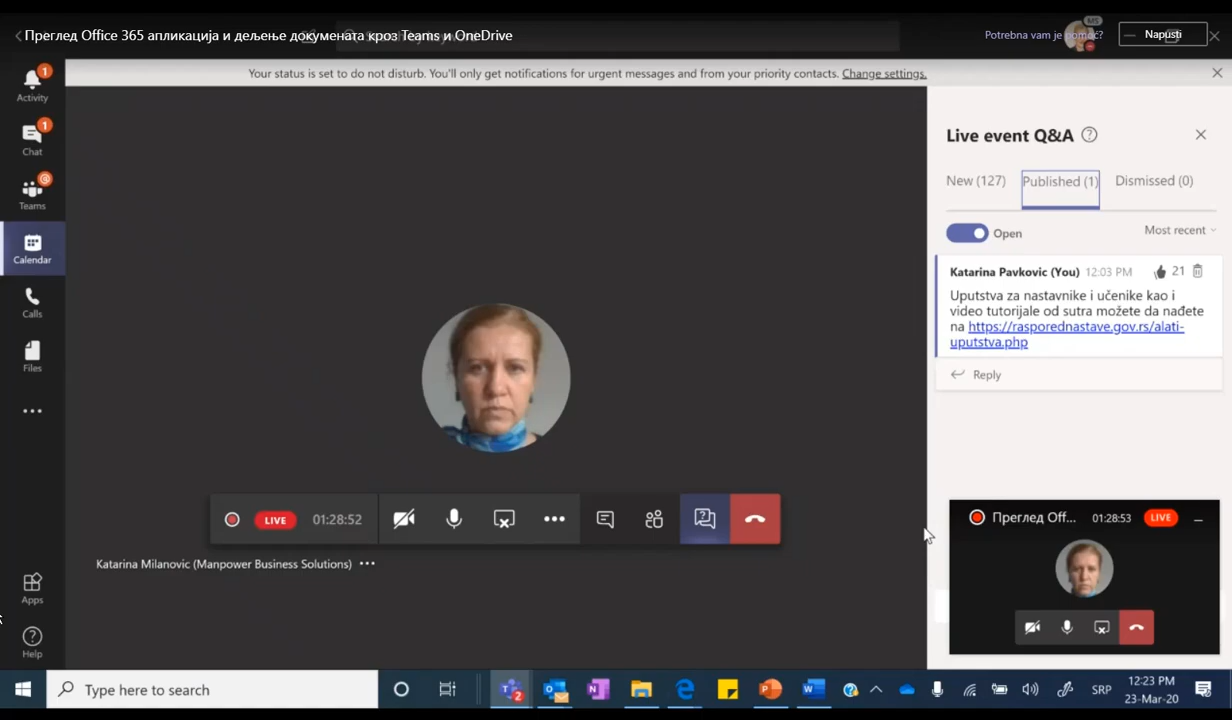 Преглед Office 365 апликација и дељење докумената кроз Teams и OneDrive
Potrebna vam je pomoć?
MS
Napusti
Your status is set to do not disturb. You'll only get notifications for urgent messages and from your priority contacts. Change settings.
1
Activity
1
Chat
Teams
Calendar
Calls
Files
Apps
Help
LIVE
01:28:52
Katarina Milanovic (Manpower Business Solutions)
Live event Q&A
New (127)
Published (1)
Dismissed (0)
Open
Most recent
Katarina Pavkovic (You) 12:03 PM 21
Uputstva za nastavnike i učenike kao i
video tutorijale od sutra možete da nađete
na https://rasporednastave.gov.rs/alati-
uputstva.php
Reply
Преглед Off... 01:28:53 LIVE
Type here to search
2
SRP
12:23 PM
23-Mar-20